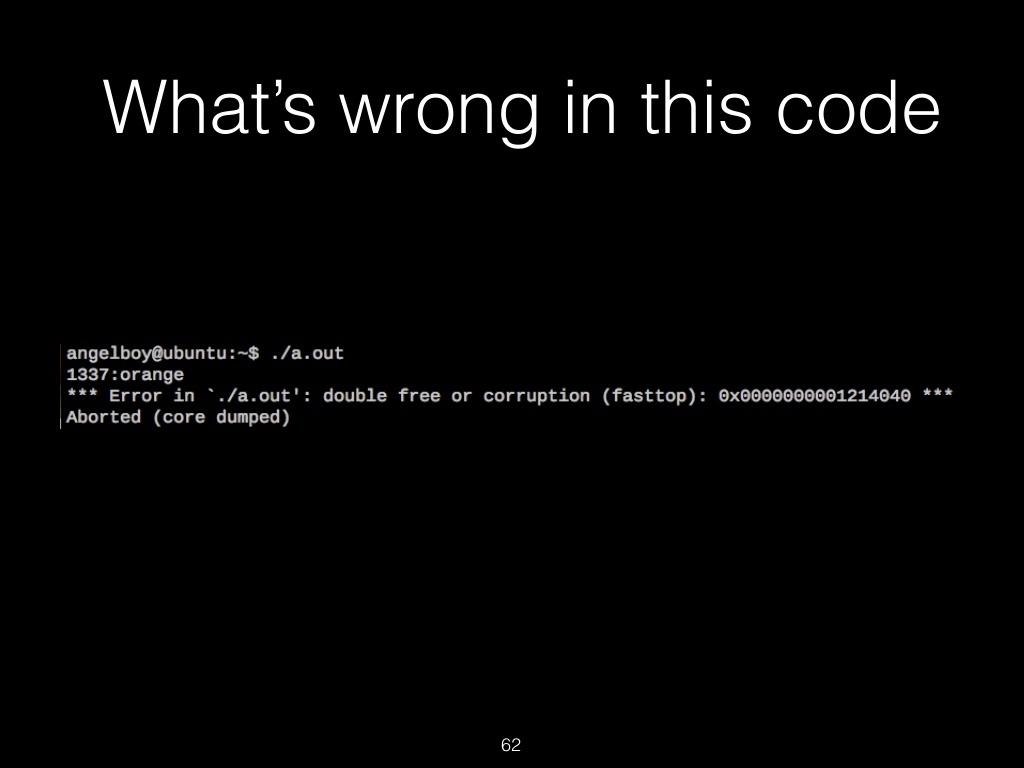 What’s wrong in this code
angelboy@ubuntu:~$ ./a.out
1337:orange
*** Error in `./a.out': double free or corruption (fasttop): 0x0000000001214040 ***
Aborted (core dumped)
62